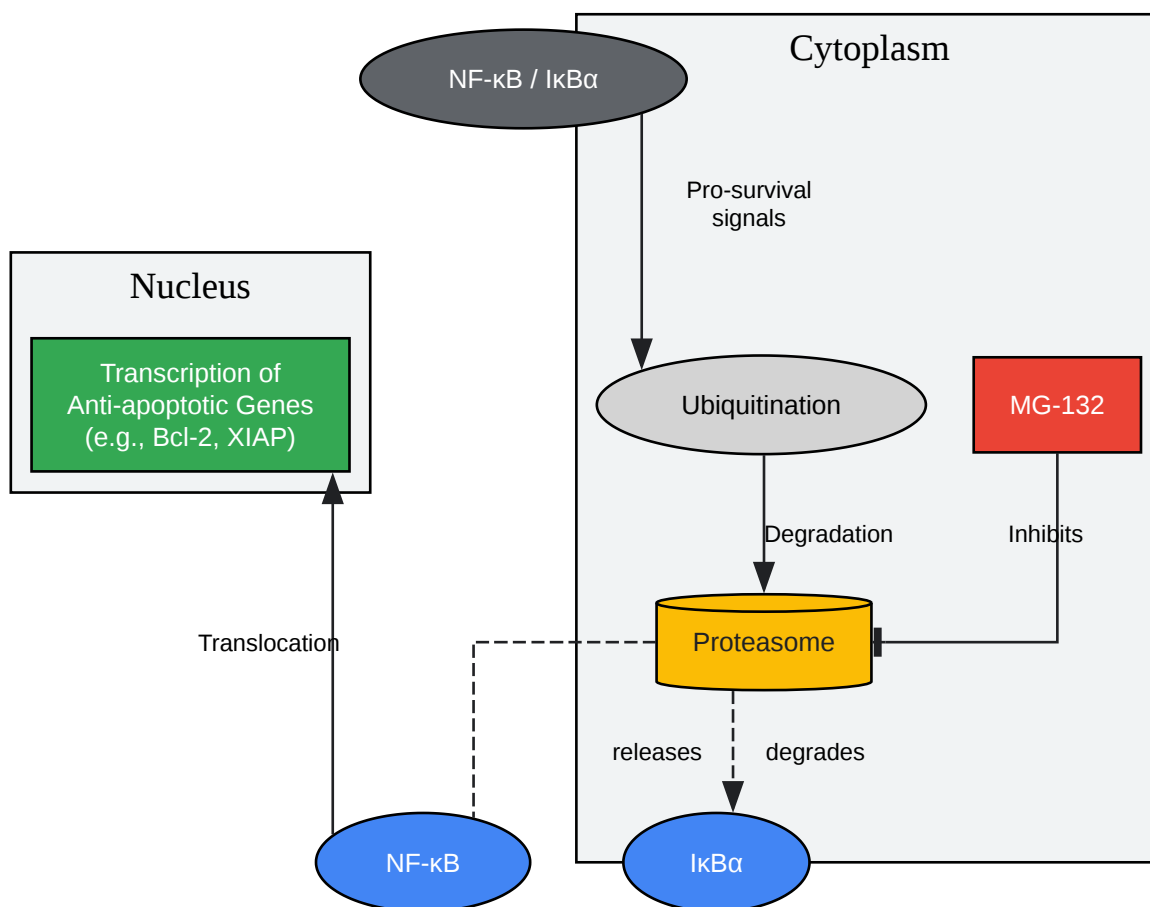 Cytoplasm
NF-κB / IκBα
Pro-survival
signals
Nucleus
Transcription of
Anti-apoptotic Genes
(e.g., Bcl-2, XIAP)
Ubiquitination
MG-132
Degradation
Inhibits
Translocation
Proteasome
releases
degrades
NF-κB
IκBα